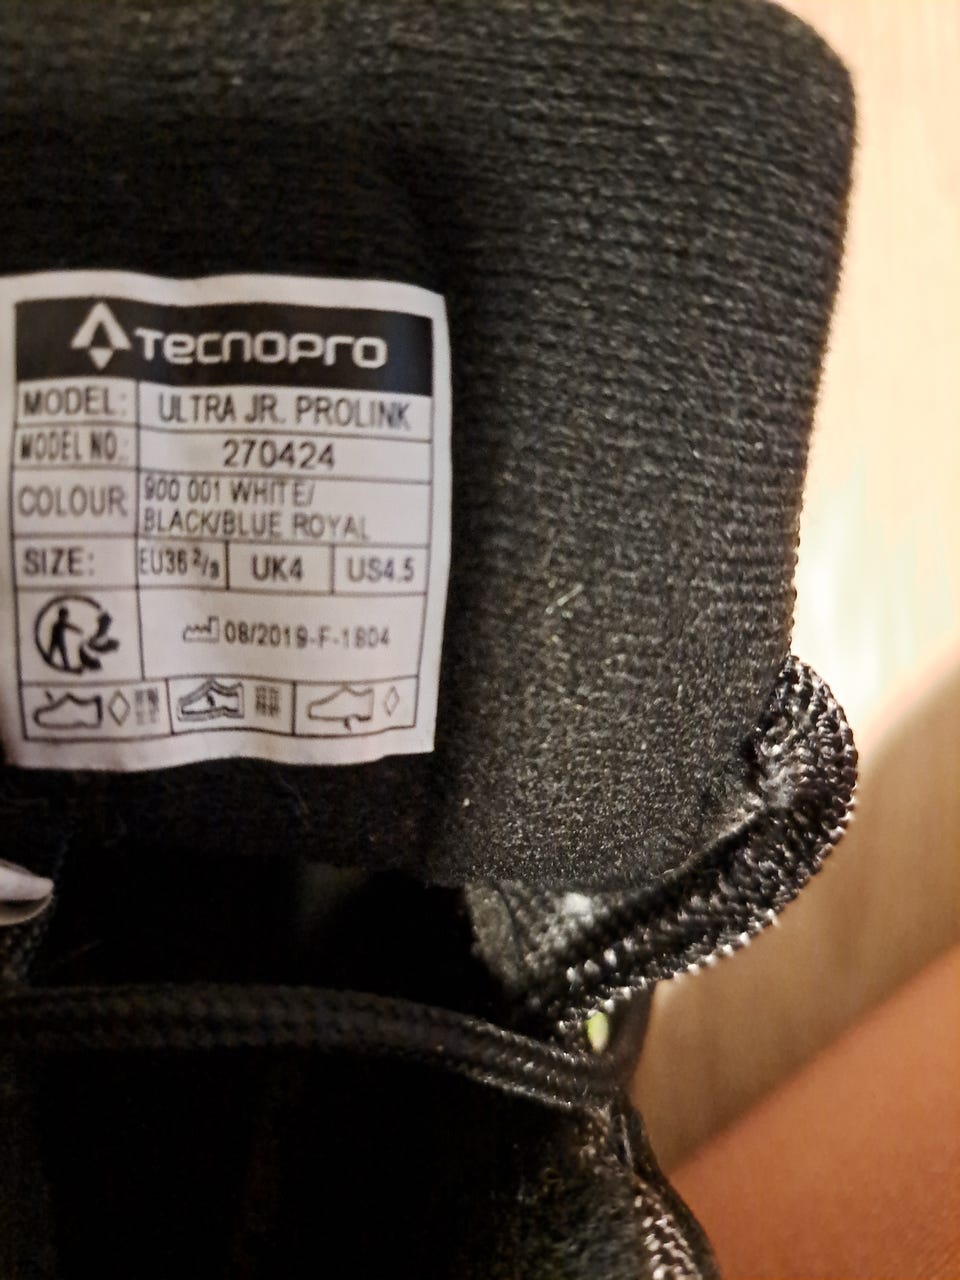 TECNOPRO
MODEL: ULTRA JR. PROLINK
MODEL NO.: 270424
COLOUR 900 001 WHITE/
BLACK/BLUE ROYAL
SIZE: EU36 2/3 UK4 US4.5
08/2019-F-1804